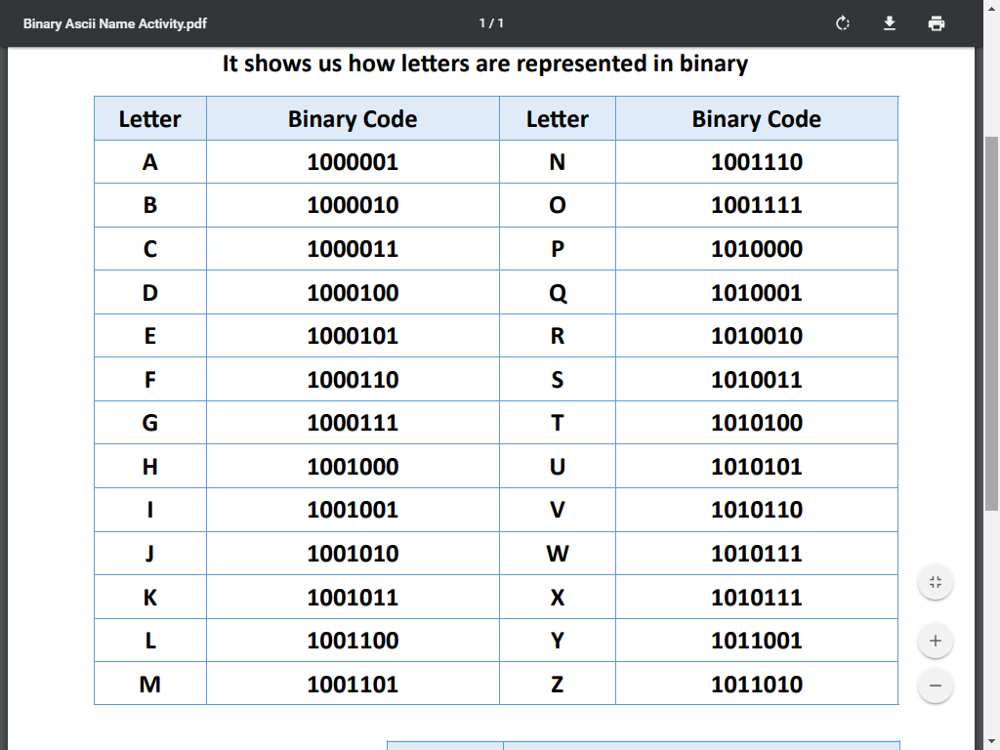 Binary Ascii Name Activity.pdf 1 / 1
It shows us how letters are represented in binary
Letter Binary Code Letter Binary Code
A 1000001 N 1001110
B 1000010 O 1001111
C 1000011 P 1010000
D 1000100 Q 1010001
E 1000101 R 1010010
F 1000110 S 1010011
G 1000111 T 1010100
H 1001000 U 1010101
I 1001001 V 1010110
J 1001010 W 1010111
K 1001011 X 1010111
L 1001100 Y 1011001
M 1001101 Z 1011010